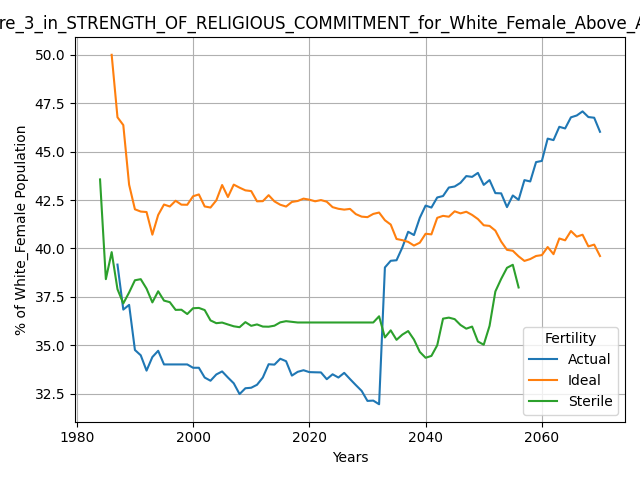 re_3_in_STRENGTH_OF_RELIGIOUS_COMMITMENT_for_White_Female_Above_A
50.0
47.5
45.0
42.5
40.0
37.5
35.0
32.5
% of White_Female Population
1980
2000
2020
2040
2060
Years
Fertility
Actual
Ideal
Sterile